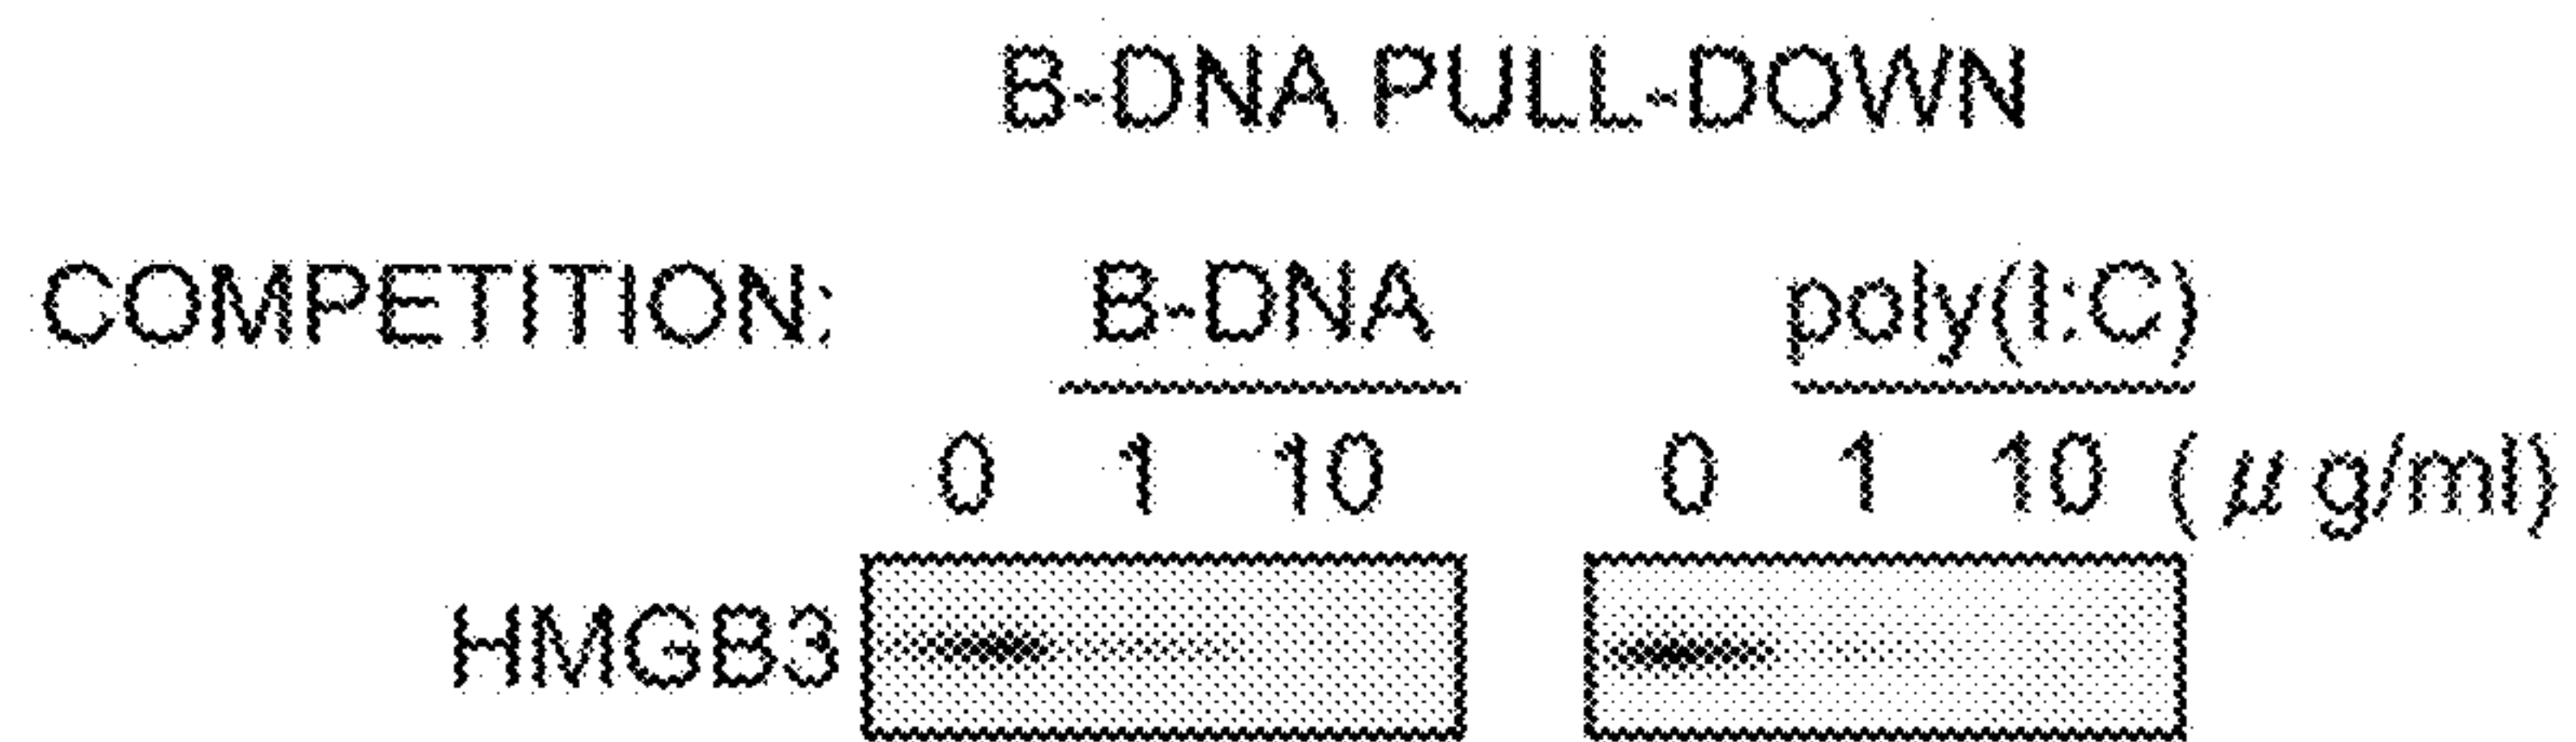 B-DNA PULL-DOWN
COMPETITION: B-DNA poly(I:C)
0 1 10 0 1 10 (μg/ml)
HMGB3